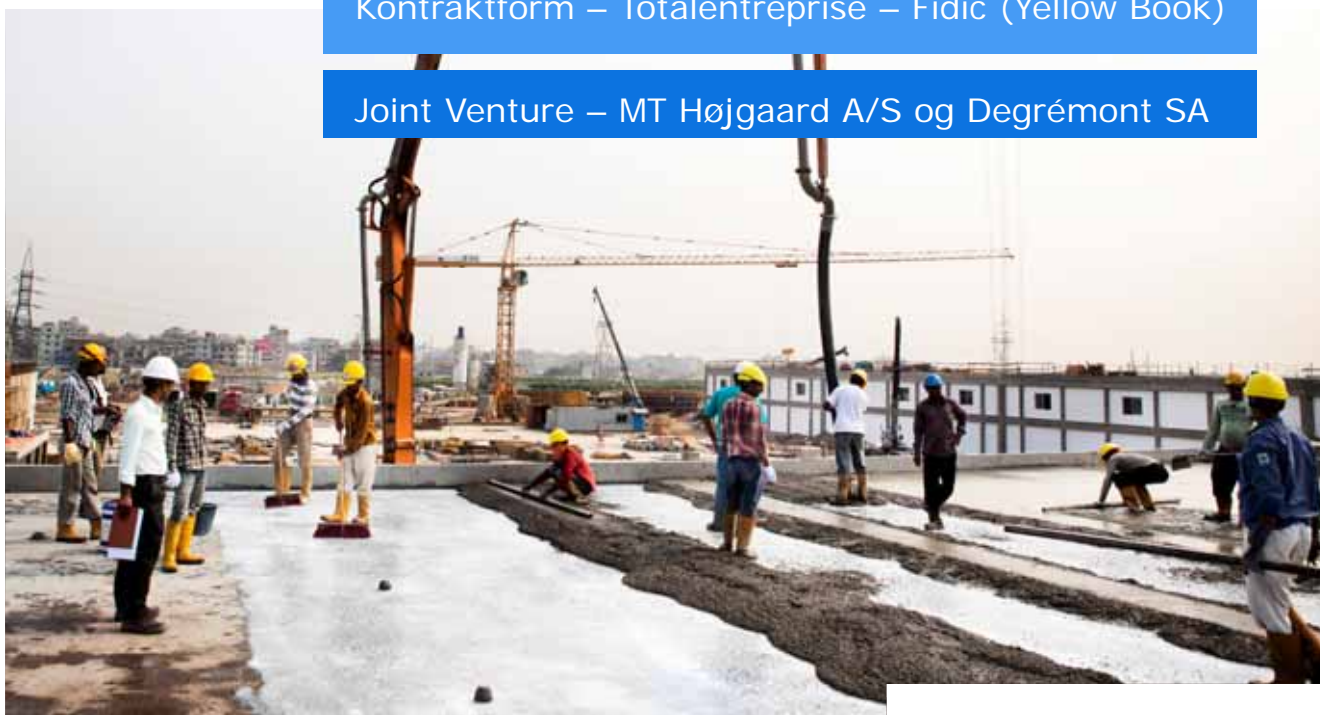 Kontraktform – Totalentreprise – Fidic (Yellow Book)
Joint Venture – MT Højgaard A/S og Degrémont SA